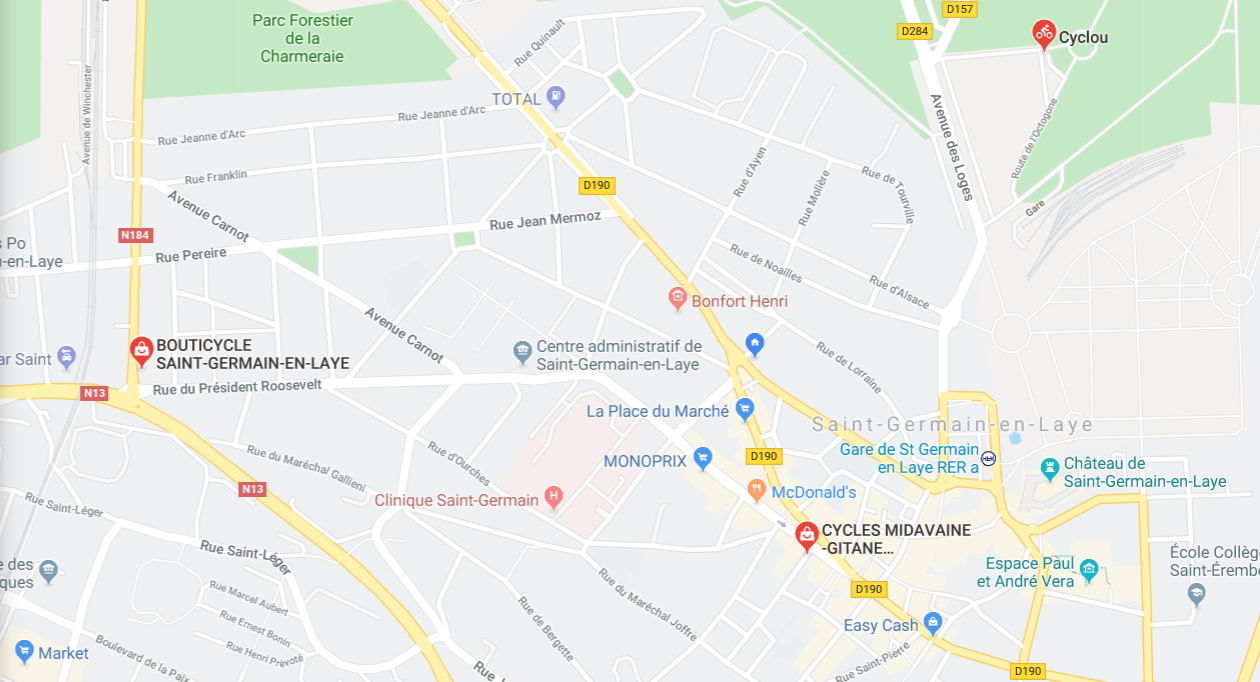 D157
Parc Forestier
de la
Charmeraie
Rue Quinault
D284
Cyclou
TOTAL
Avenue de Winchester
Rue Jeanne d'Arc
Rue Jeanne d'Arc
Avenue des Loges
Route de l'Octogone
Rue d'Ayen
Rue Franklin
D190
Rue Molière
Rue de Tourville
Gare
Avenue Carnot
Rue Jean Mermoz
N184
s Po
-en-Laye
Rue Pereire
Rue de Noailles
Rue d'Alsace
Bonfort Henri
Avenue Carnot
BOUTICYCLE
SAINT-GERMAIN-EN-LAYE
ar Saint
Centre administratif de
Saint-Germain-en-Laye
Rue de Lorraine
Rue du Président Roosevelt
N13
La Place du Marché
Saint-Germain-en-Laye
Rue du Maréchal Gallieni
Rue d'Ourches
MONOPRIX
D190
Gare de St Germain
en Laye RER a
RER
Château de
Saint-Germain-en-Laye
N13
Clinique Saint-Germain
H
McDonald's
Rue Saint-Léger
Rue Saint-Léger
CYCLES MIDAVAINE
-GITANE...
e des
ques
Espace Paul
et André Vera
École Collège
Saint-Érembe
Rue Marcel Aubert
Rue du Maréchal Joffre
D190
Rue Ernest Bonin
Rue de Bergette
Easy Cash
Rue Henri Prévoté
Market
Boulevard de la Paix
Rue Saint-Pierre
D190
Rue